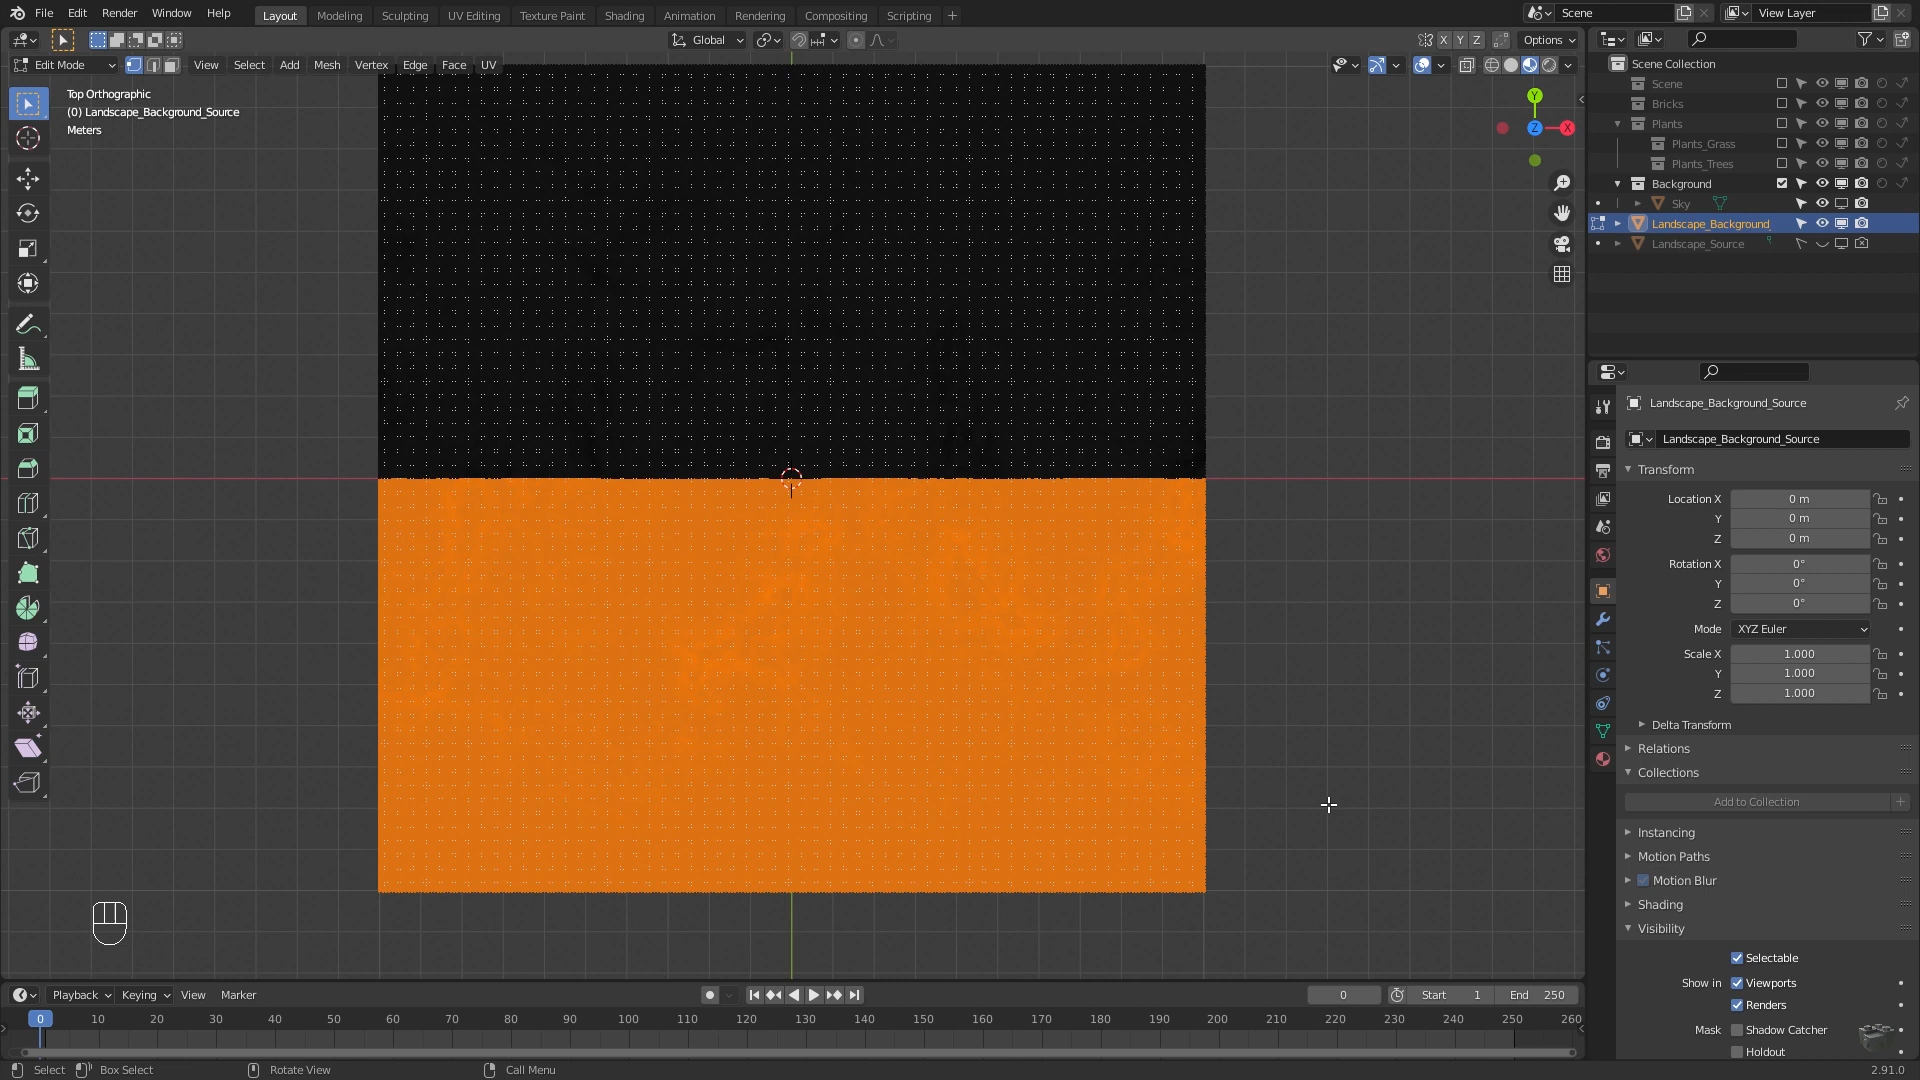 File Edit Render Window Help Layout Modeling Sculpting UV Editing Texture Paint Shading Animation Rendering Compositing Scripting + Scene View Layer
Global X Y Z Options
Edit Mode View Select Add Mesh Vertex Edge Face UV
Top Orthographic
(0) Landscape_Background_Source
Meters
Y
Z X
Scene Collection
Scene
Bricks
Plants
Plants_Grass
Plants_Trees
Background
Sky
Landscape_Background_
Landscape_Source
Landscape_Background_Source
Landscape_Background_Source
Transform
Location X 0 m
Y 0 m
Z 0 m
Rotation X 0°
Y 0°
Z 0°
Mode XYZ Euler
Scale X 1.000
Y 1.000
Z 1.000
Delta Transform
Relations
Collections
Add to Collection +
Instancing
Motion Paths
Motion Blur
Shading
Visibility
Selectable
Show in Viewports
Renders
Mask Shadow Catcher
Holdout
Playback Keying View Marker 0 Start 1 End 250
0 10 20 30 40 50 60 70 80 90 100 110 120 130 140 150 160 170 180 190 200 210 220 230 240 250 260
Select Box Select Rotate View Call Menu 2.91.0